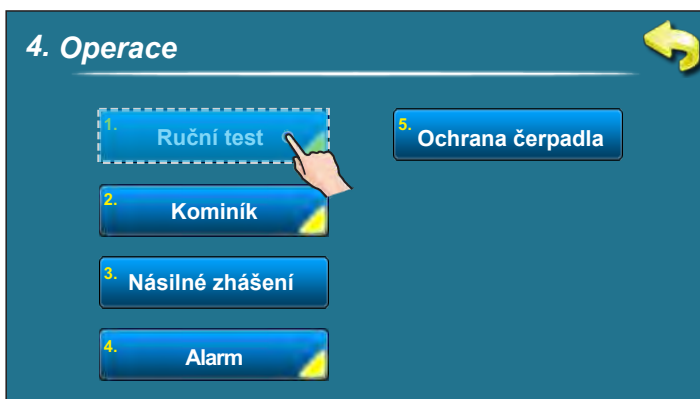 4. Operace
1. Ruční test
2. Kominík
3. Násilné zhášení
4. Alarm
5. Ochrana čerpadla